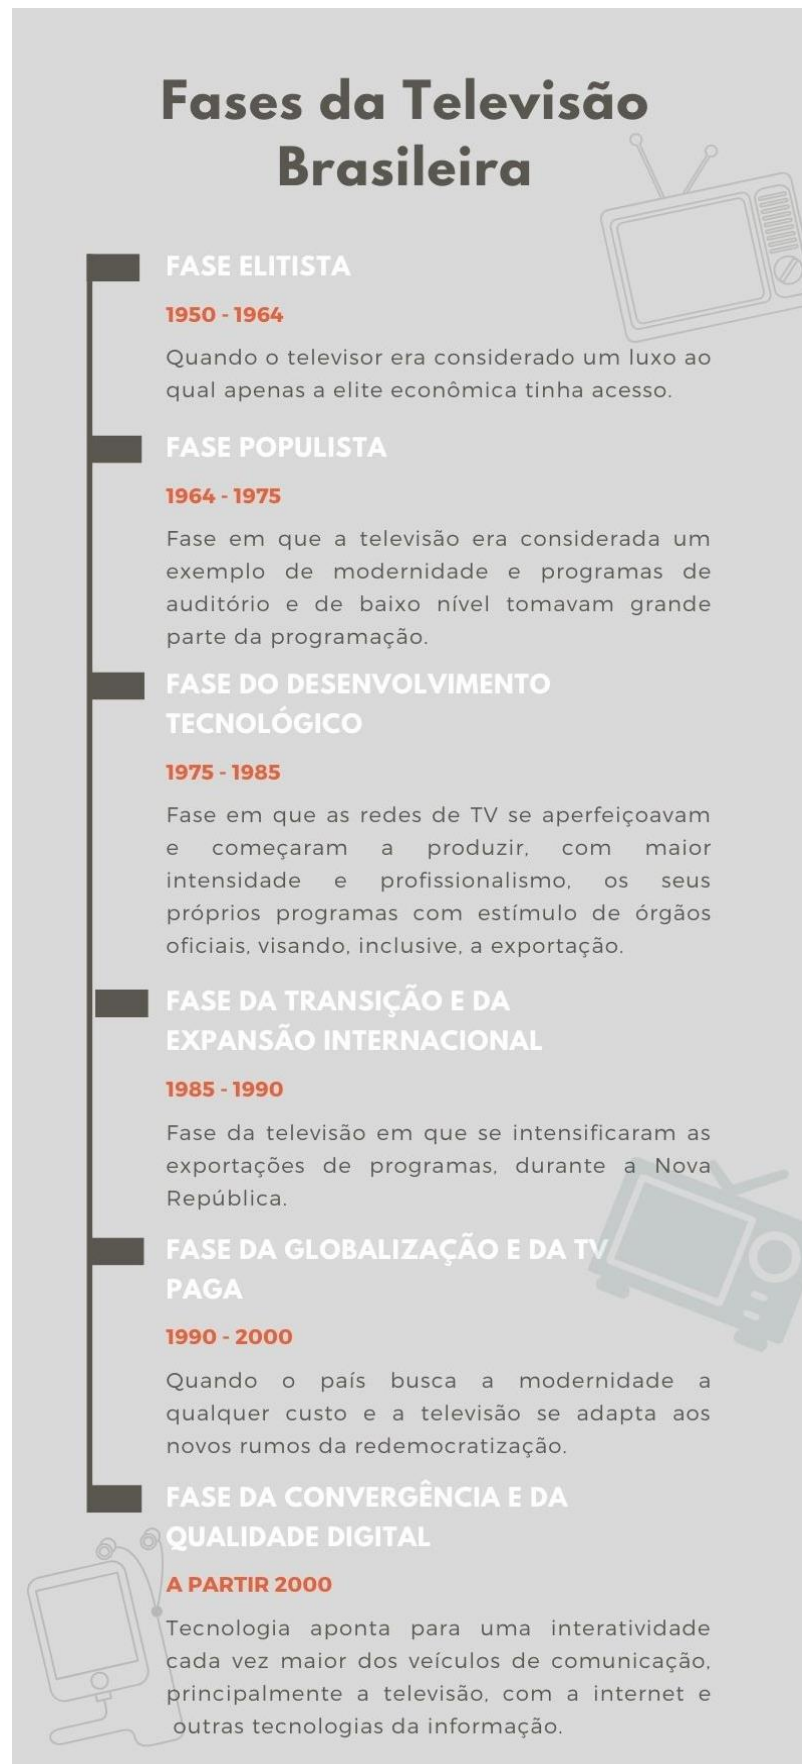 Fases da Televisão
Brasileira
FASE ELITISTA
1950 - 1964
Quando o televisor era considerado um luxo ao
qual apenas a elite econômica tinha acesso.
FASE POPULISTA
1964 - 1975
Fase em que a televisão era considerada um
exemplo de modernidade e programas de
auditório e de baixo nível tomavam grande
parte da programação.
FASE DO DESENVOLVIMENTO
TECNOLÓGICO
1975 - 1985
Fase em que as redes de TV se aperfeiçoavam
e começaram a produzir, com maior
intensidade e profissionalismo, os seus
próprios programas com estímulo de órgãos
oficiais, visando, inclusive, a exportação.
FASE DA TRANSIÇÃO E DA
EXPANSÃO INTERNACIONAL
1985 - 1990
Fase da televisão em que se intensificaram as
exportações de programas, durante a Nova
República.
FASE DA GLOBALIZAÇÃO E DA TV
PAGA
1990 - 2000
Quando o país busca a modernidade a
qualquer custo e a televisão se adapta aos
novos rumos da redemocratização.
FASE DA CONVERGÊNCIA E DA
QUALIDADE DIGITAL
A PARTIR 2000
Tecnologia aponta para uma interatividade
cada vez maior dos veículos de comunicação,
principalmente a televisão, com a internet e
outras tecnologias da informação.